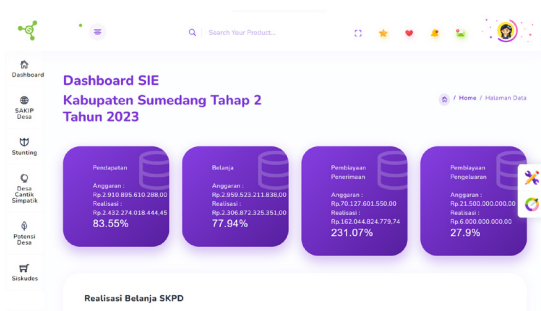 Search Your Product...
Dashboard
SAKIP
Desa
Stunting
Desa
Cantik
Simpatik
Potensi
Desa
Siskudes
Dashboard SIE
Kabupaten Sumedang Tahap 2
Tahun 2023
/ Home / Halaman Data
Pendapatan
Anggaran :
Rp.2.910.895.610.288,00
Realisasi :
Rp.2.432.274.018.444,45
83.55%
Belanja
Anggaran :
Rp.2.959.523.211.838,00
Realisasi :
Rp.2.306.872.325.351,00
77.94%
Pembiayaan
Penerimaan
Anggaran :
Rp.70.127.601.550,00
Realisasi :
Rp.162.044.824.779,74
231.07%
Pembiayaan
Pengeluaran
Anggaran :
Rp.21.500.000.000,00
Realisasi :
Rp.6.000.000.000,00
27.9%
Realisasi Belanja SKPD